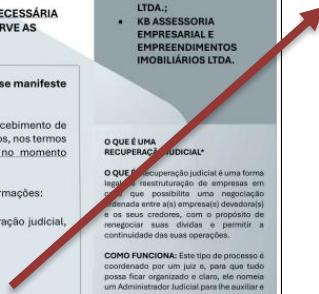 ECESSÁRIA
RVE AS
se manifeste
cebimento de
os, nos termos
no momento
rmações:
ação judicial,
LTDA.;
• KB ASSESSORIA
EMPRESARIAL E
EMPREENDIMENTOS
IMOBILIÁRIOS LTDA.
O QUE É UMA
RECUPERAÇÃO JUDICIAL*
O QUE É: Recuperação judicial é uma forma
legal de reestruturação de empresas em
que possibilita uma negociação
ordenada entre a(s) empresa(s) devedora(s)
e os seus credores, com o propósito de
renegociar suas dívidas e permitir a
continuidade das suas operações.
COMO FUNCIONA: Este tipo de processo é
coordenado por um juiz e, para que tudo
possa ficar organizado e claro, ele nomeia
um Administrador Judicial para lhe auxiliar e